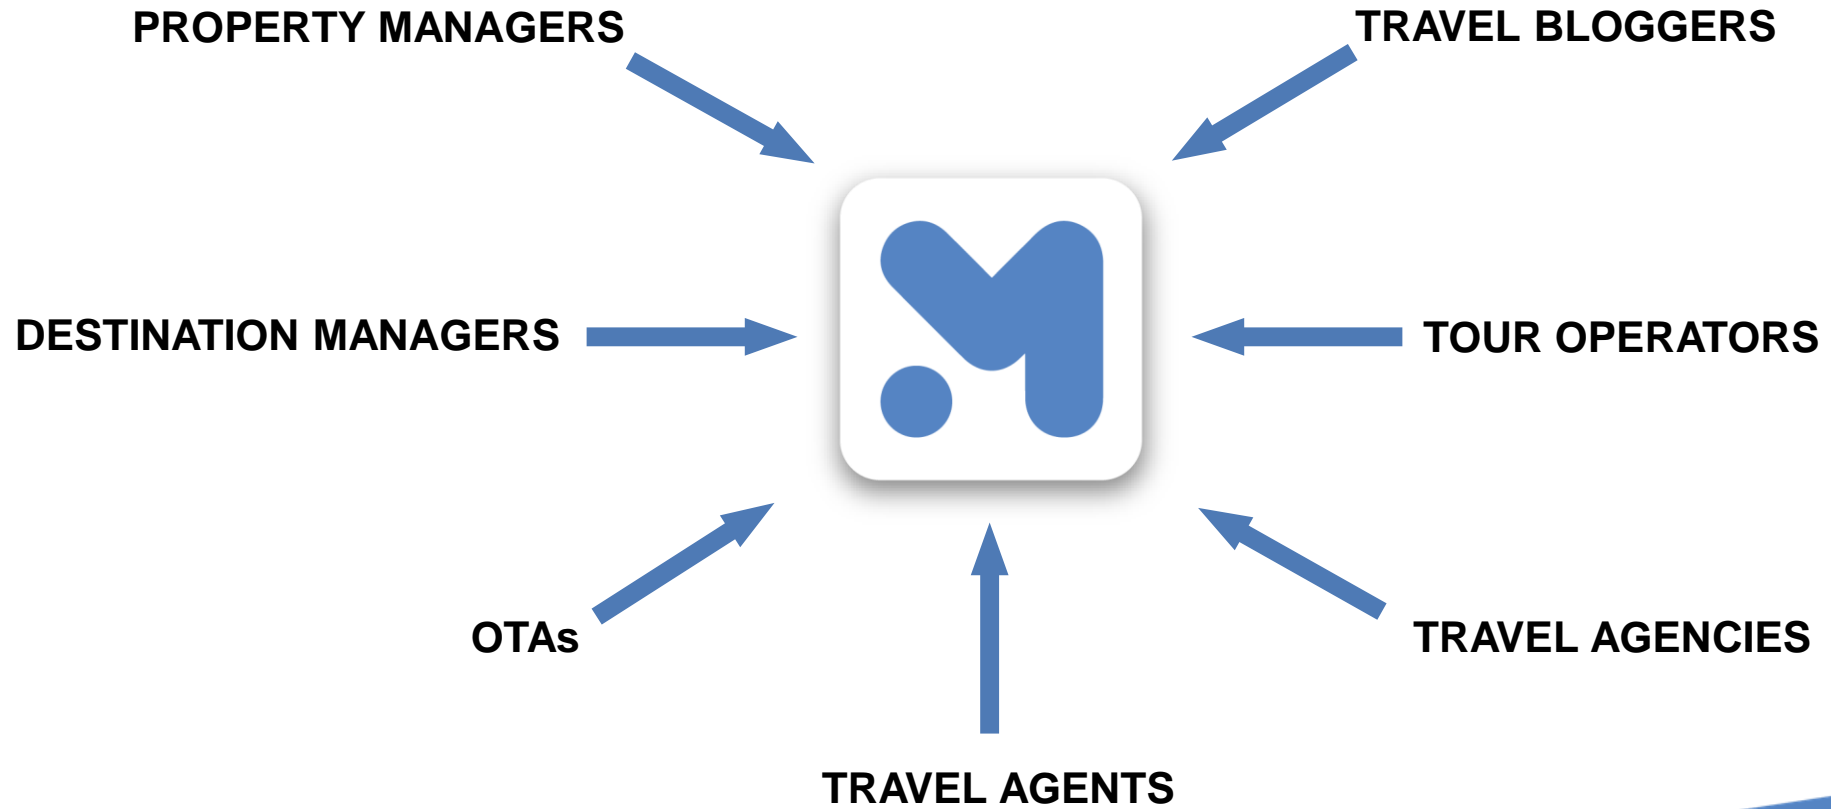 PROPERTY MANAGERS
TRAVEL BLOGGERS
DESTINATION MANAGERS
TOUR OPERATORS
OTAs
TRAVEL AGENCIES
TRAVEL AGENTS